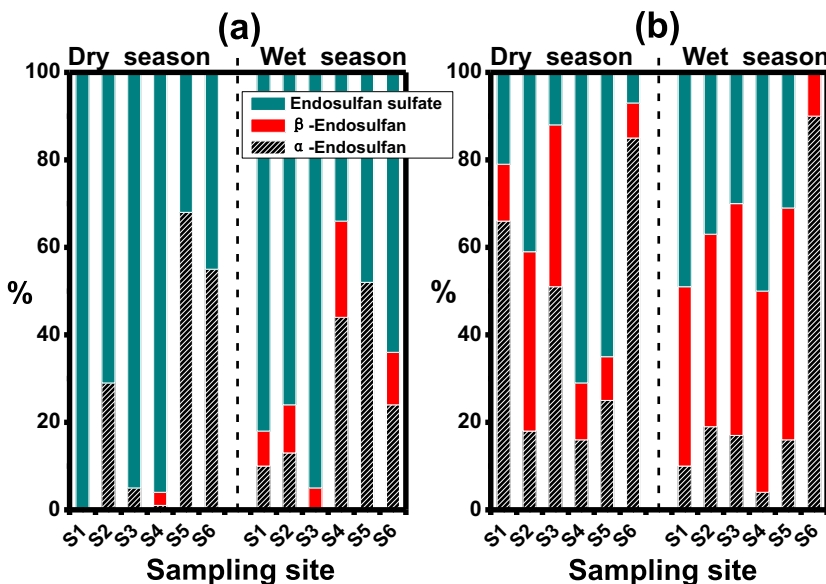 (a)
(b)
Dry season
Wet season
Dry season
Wet season
100
80
60
40
20
0
%
Endosulfan sulfate
β -Endosulfan
α -Endosulfan
100
80
60
40
20
0
%
S1 S2 S3 S4 S5 S6 S1 S2 S3 S4 S5 S6
S1 S2 S3 S4 S5 S6 S1 S2 S3 S4 S5 S6
Sampling site
Sampling site